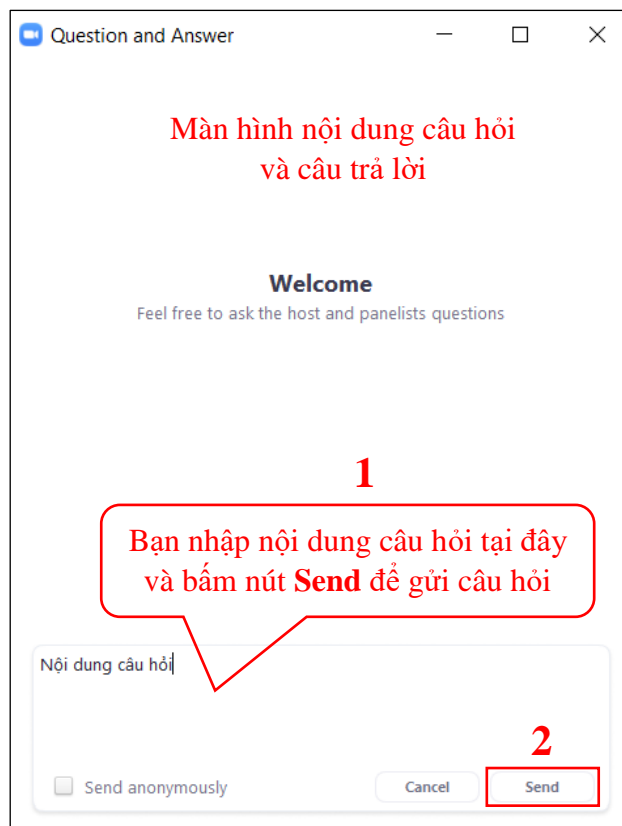 Question and Answer
Màn hình nội dung câu hỏi
và câu trả lời
Welcome
Feel free to ask the host and panelists questions
1
Bạn nhập nội dung câu hỏi tại đây
và bấm nút Send để gửi câu hỏi
Nội dung câu hỏi
2
Send anonymously
Cancel
Send